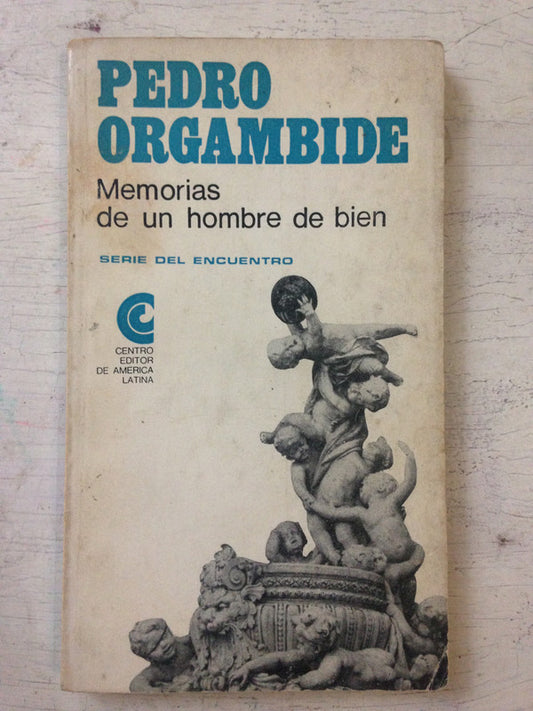 PEDRO
ORGAMBIDE
Memorias
de un hombre de bien
SERIE DEL ENCUENTRO
CENTRO
EDITOR
DE AMERICA
LATINA